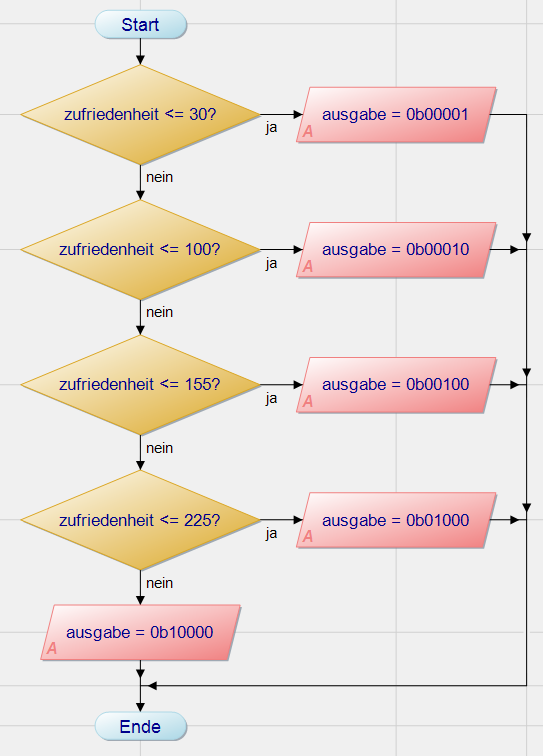 Start
zufriedenheit <= 30?
ja
ausgabe = 0b00001
A
nein
zufriedenheit <= 100?
ja
ausgabe = 0b00010
A
nein
zufriedenheit <= 155?
ja
ausgabe = 0b00100
A
nein
zufriedenheit <= 225?
ja
ausgabe = 0b01000
A
nein
ausgabe = 0b10000
A
Ende